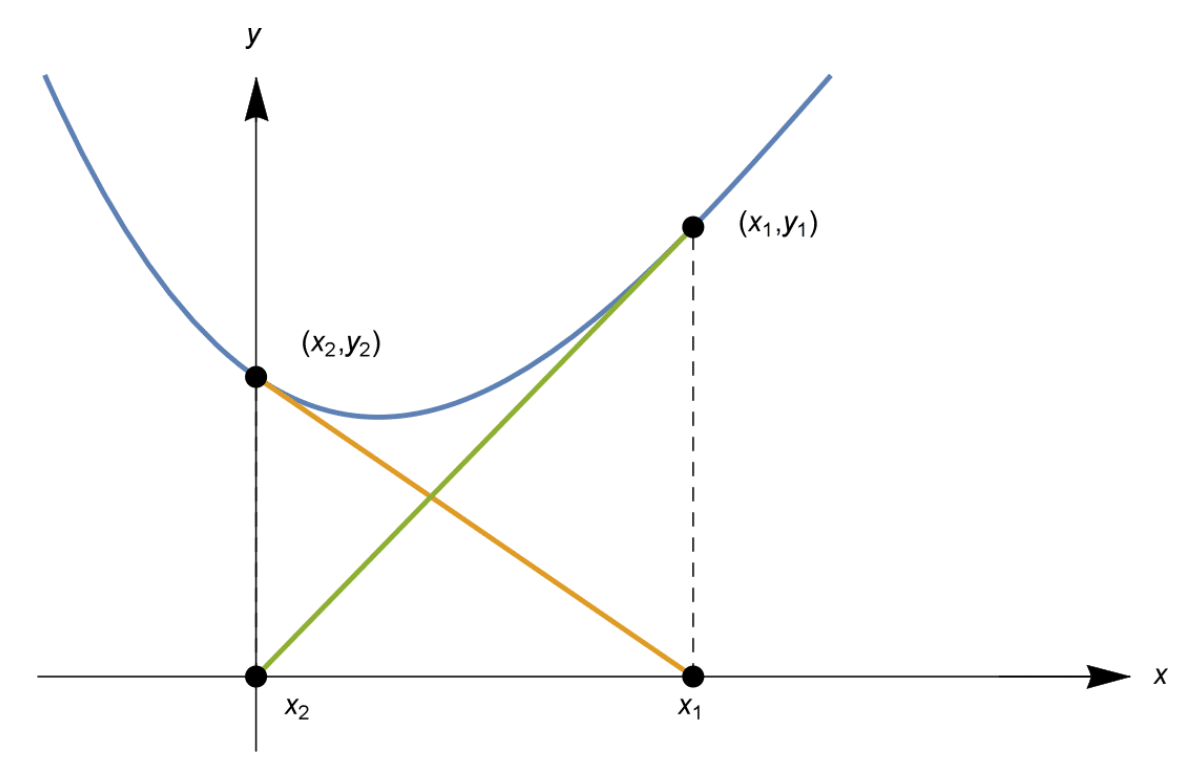 y
(x₁,y₁)
(x₂,y₂)
x
x₂
x₁